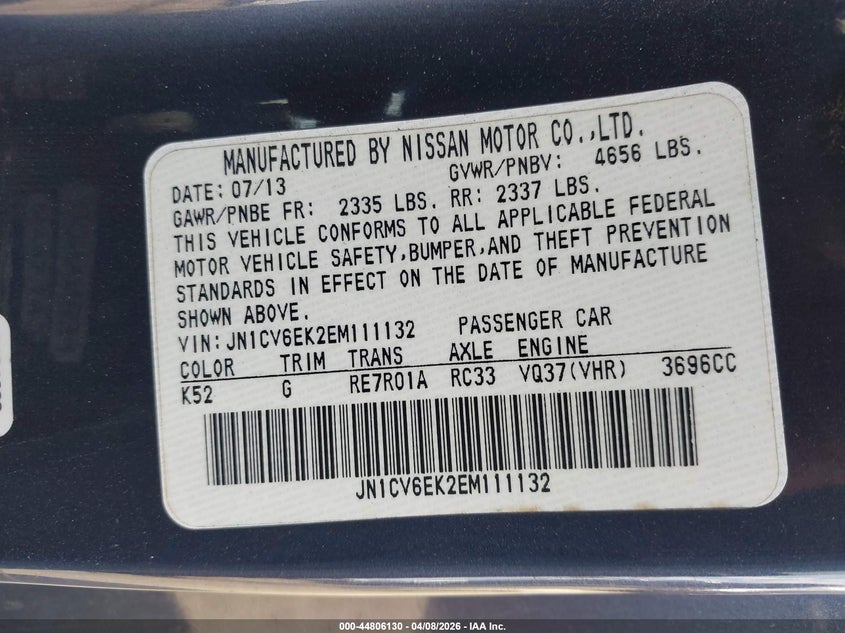 MANUFACTURED BY NISSAN MOTOR CO.,LTD.
DATE: 07/13 GVWR/PNBV: 4656 LBS.
GAWR/PNBE FR: 2335 LBS. RR: 2337 LBS.
THIS VEHICLE CONFORMS TO ALL APPLICABLE FEDERAL
MOTOR VEHICLE SAFETY,BUMPER,AND THEFT PREVENTION
STANDARDS IN EFFECT ON THE DATE OF MANUFACTURE
SHOWN ABOVE.
VIN:JN1CV6EK2EM111132 PASSENGER CAR
COLOR TRIM TRANS AXLE ENGINE
K52 G RE7R01A RC33 VQ37(VHR) 3696CC
JN1CV6EK2EM111132
000-44806130 - 04/08/2026 - IAA Inc.